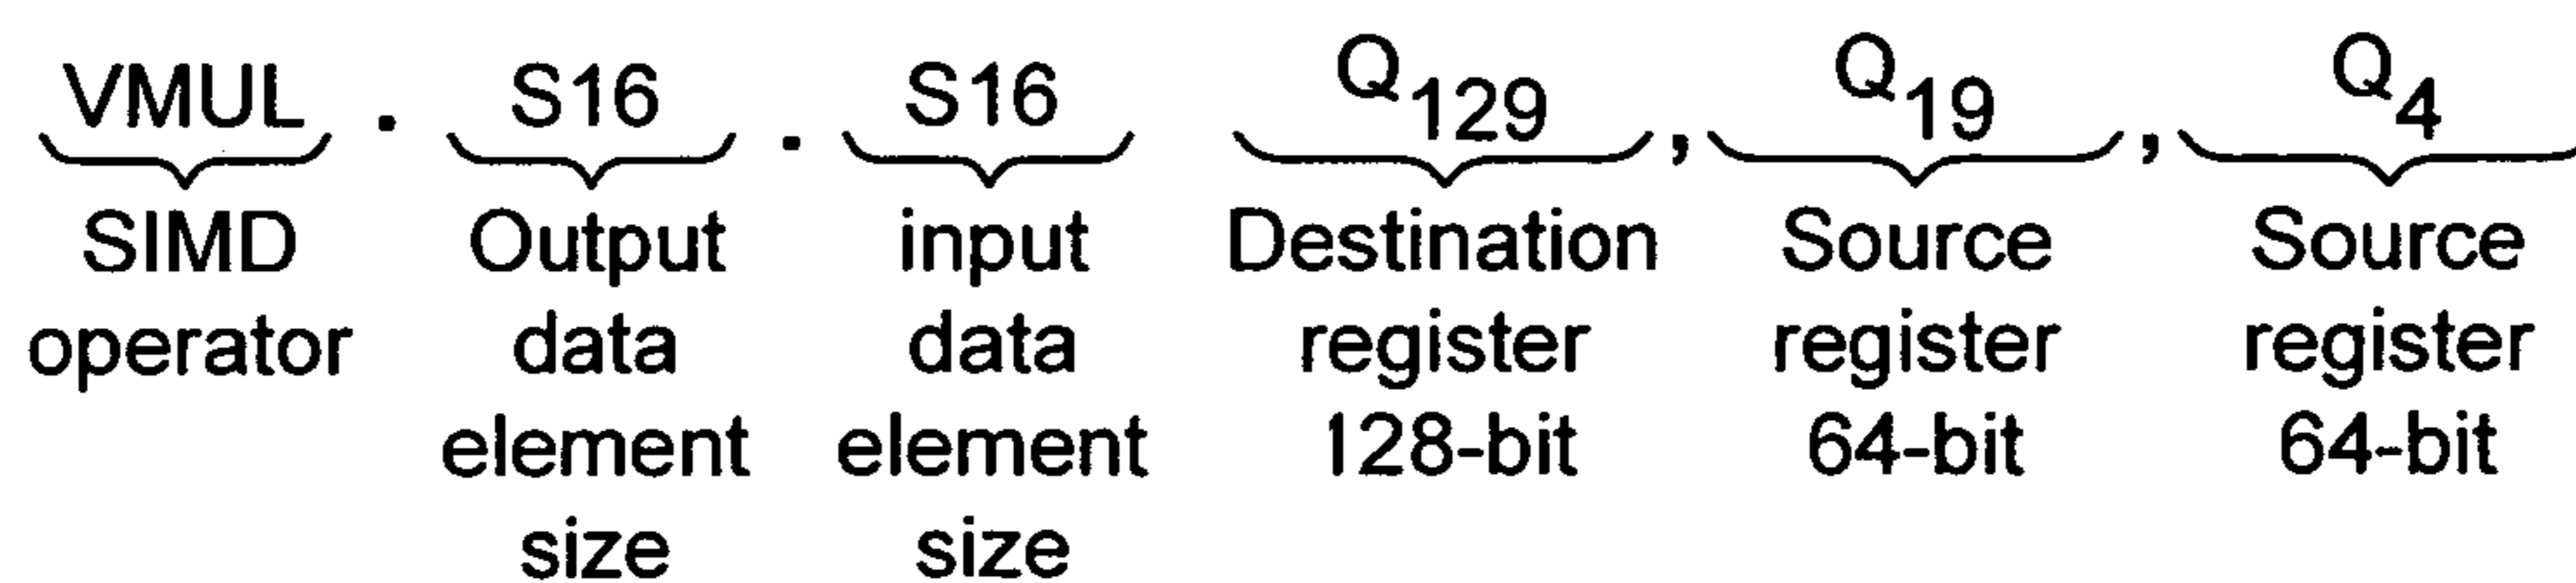 VMUL . S16 . S16 Q129 , Q19 , Q4
SIMD Output input Destination Source Source
operator data data register register register
element element 128-bit 64-bit 64-bit
size size